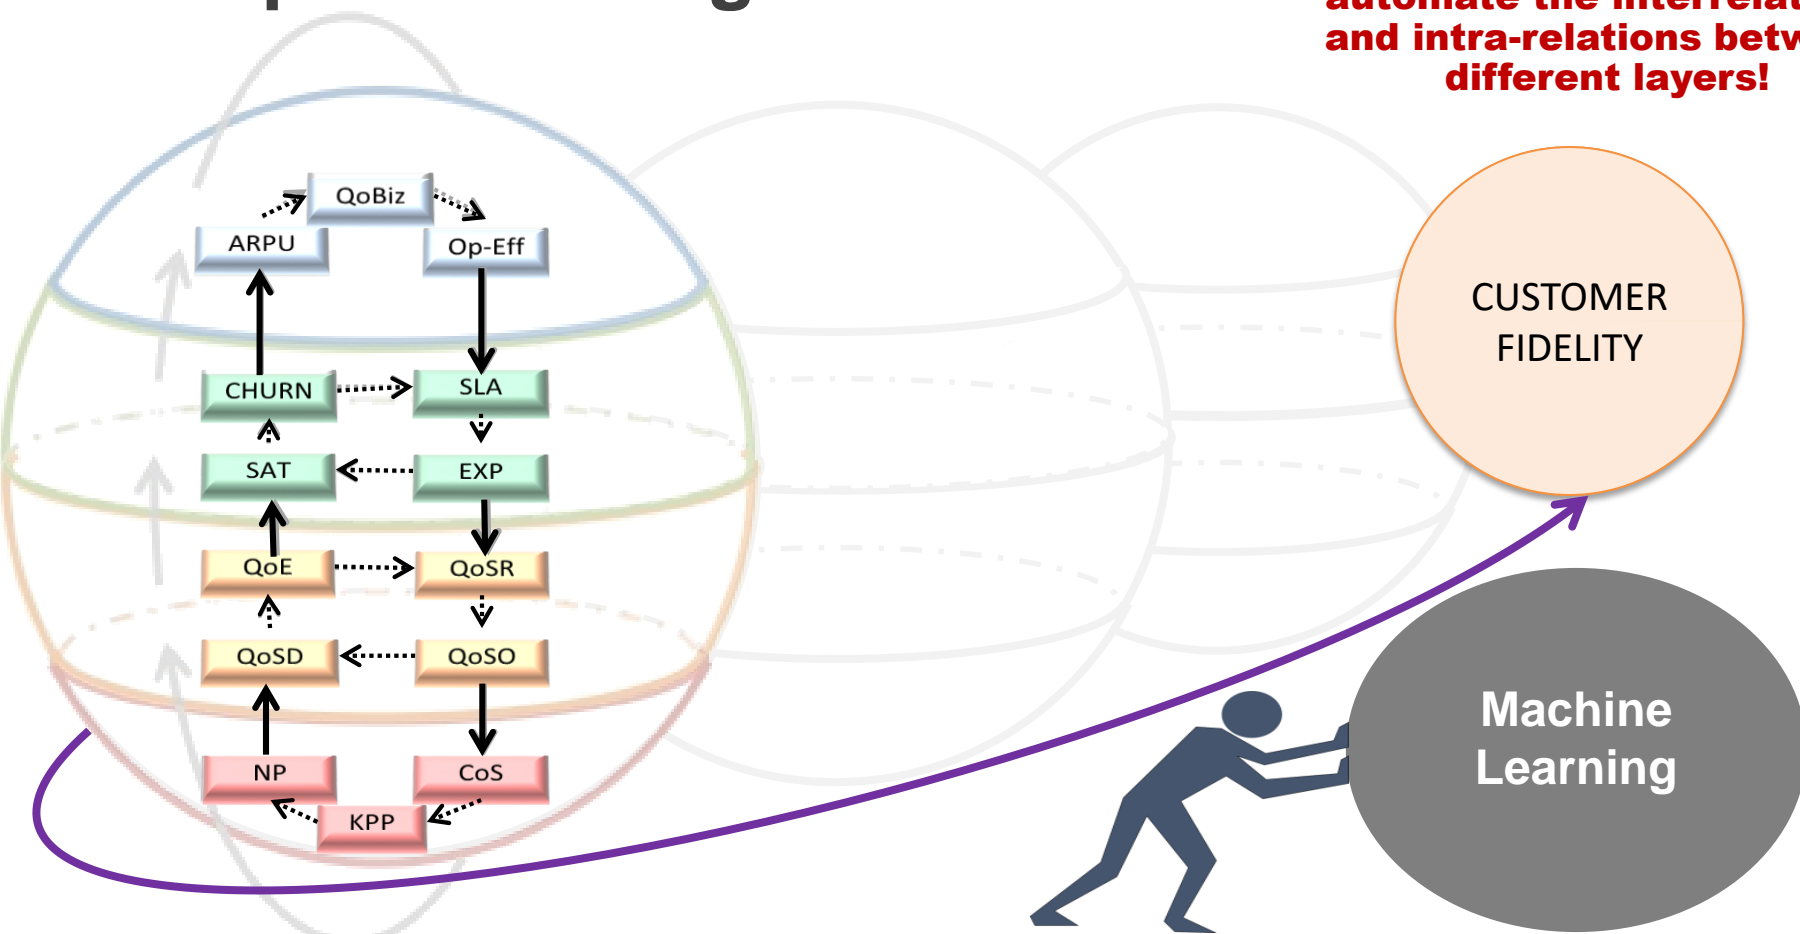 and intra-relations
different layers!
QoBiz
ARPU
Op-Eff
CHURN
SLA
SAT
EXP
QoE
QoSR
QoSD
QoSO
NP
CoS
KPP
CUSTOMER
FIDELITY
Machine
Learning